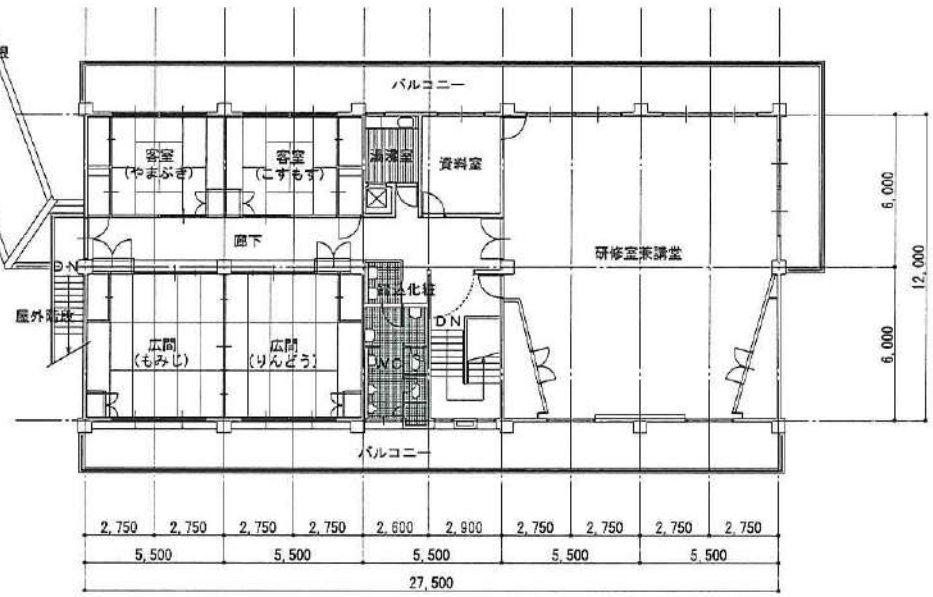 バルコニー
客室
(やまぶき)
客室
(こすもす)
湯沸室
資料室
廊下
研修室兼講堂
6,000
12,000
6,000
DN
屋外階段
広間
(もみじ)
広間
(りんどう)
化粧
WC
DN
バルコニー
2,750 2,750 2,750 2,750 2,600 2,900 2,750 2,750 2,750 2,750
5,500 5,500 5,500 5,500 5,500
27,500